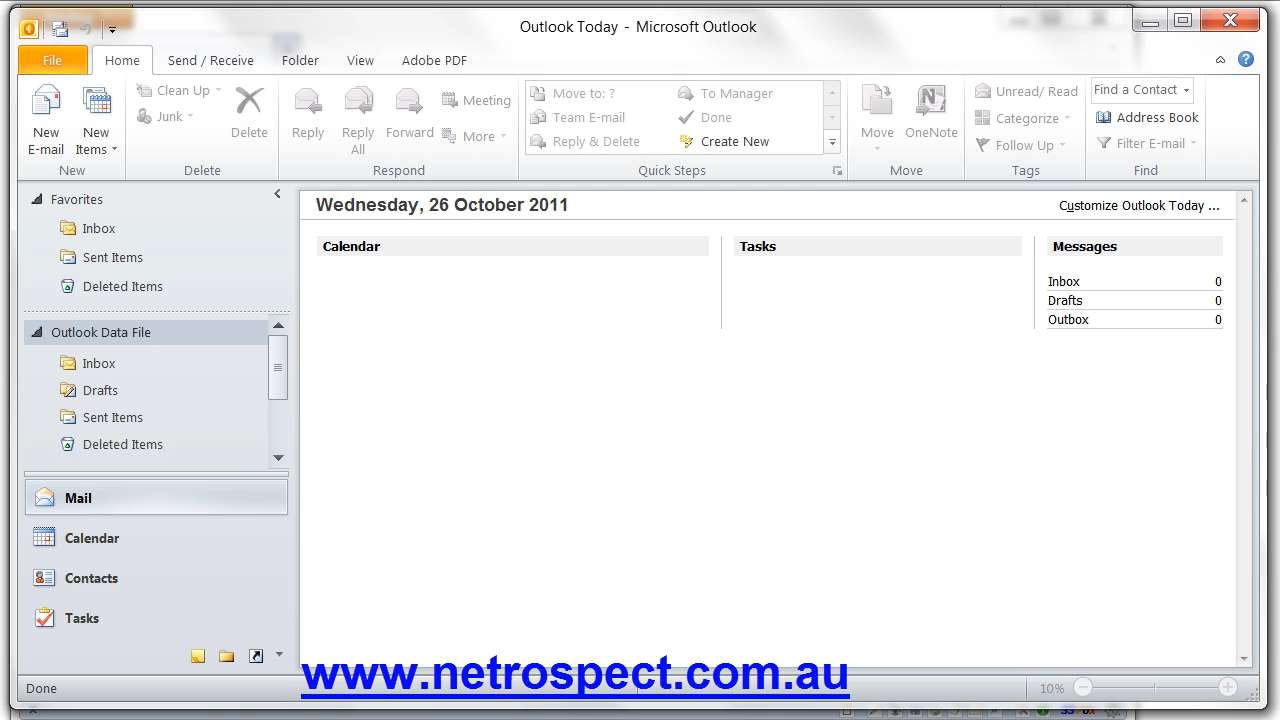 Outlook Today - Microsoft Outlook
File Home Send / Receive Folder View Adobe PDF
New E-mail
New Items
Clean Up
Junk
Delete
Reply
Reply All
Forward
Meeting
More
Move to: ?
Team E-mail
Reply & Delete
To Manager
Done
Create New
Move
OneNote
Unread/ Read
Categorize
Follow Up
Find a Contact
Address Book
Filter E-mail
New Delete Respond Quick Steps Move Tags Find
Favorites
Inbox
Sent Items
Deleted Items
Outlook Data File
Inbox
Drafts
Sent Items
Deleted Items
Mail
Calendar
Contacts
Tasks
Wednesday, 26 October 2011
Customize Outlook Today ...
Calendar Tasks Messages
Inbox 0
Drafts 0
Outbox 0
www.netrospect.com.au
Done
10%